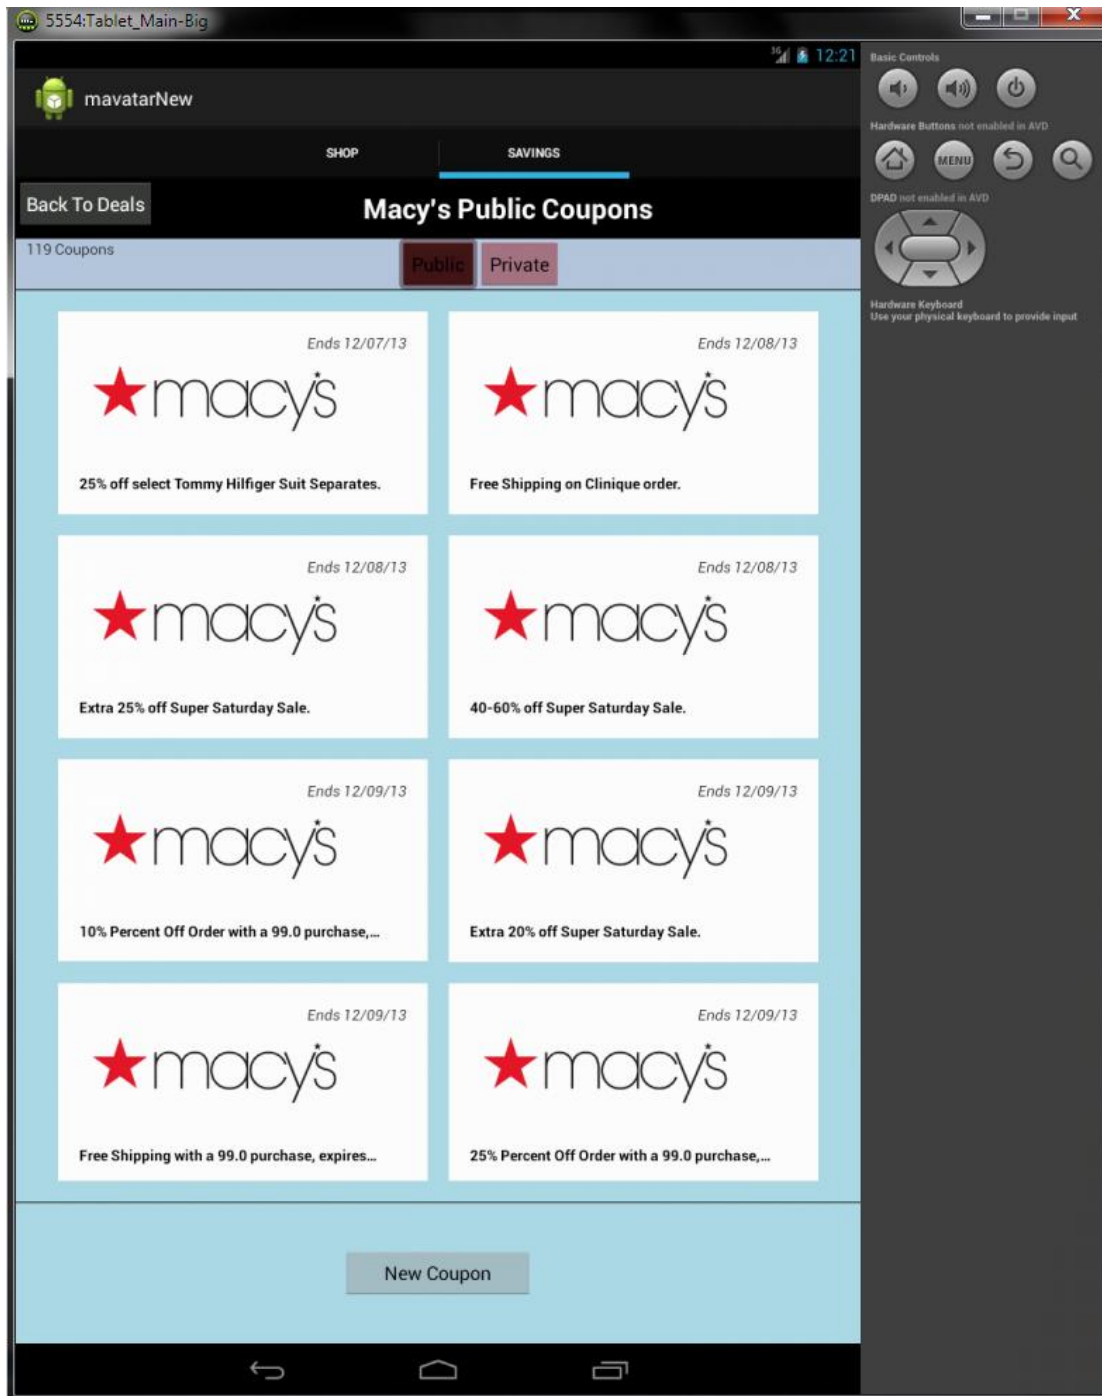 5554:Tablet_Main-Big
3G 12:21
mavatarNew
SHOP SAVINGS
Back To Deals Macy's Public Coupons
119 Coupons Public Private
Ends 12/07/13
macy's
25% off select Tommy Hilfiger Suit Separates.
Ends 12/08/13
macy's
Free Shipping on Clinique order.
Ends 12/08/13
macy's
Extra 25% off Super Saturday Sale.
Ends 12/08/13
macy's
40-60% off Super Saturday Sale.
Ends 12/09/13
macy's
10% Percent Off Order with a 99.0 purchase,...
Ends 12/09/13
macy's
Extra 20% off Super Saturday Sale.
Ends 12/09/13
macy's
Free Shipping with a 99.0 purchase, expires...
Ends 12/09/13
macy's
25% Percent Off Order with a 99.0 purchase,...
New Coupon
Basic Controls
Hardware Buttons not enabled in AVD
MENU
DPAD not enabled in AVD
Hardware Keyboard
Use your physical keyboard to provide input